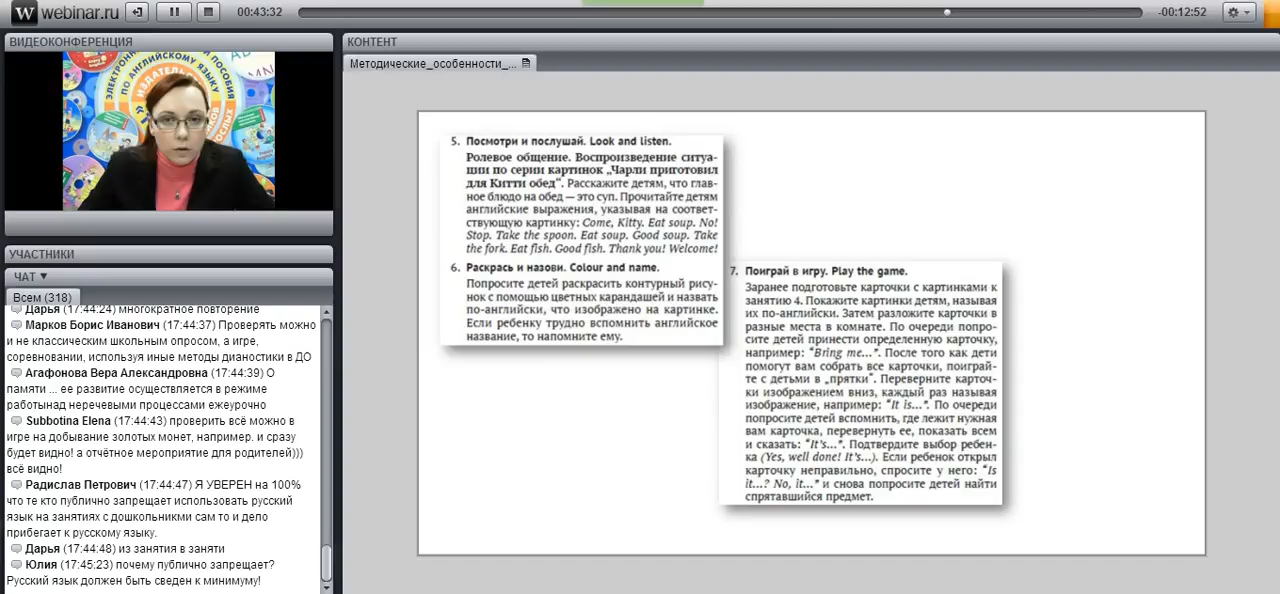 webinar.ru
00:43:32
-00:12:52
ВИДЕОКОНФЕРЕНЦИЯ
ЭЛЕКТРОН
ПО АНГЛИЙСКОМУ ЯЗЫКУ
ПОСОБИЯ
УЧАСТНИКИ
ЧАТ
Всем (318)
Дарья (17:44:24) многократное повторение
Марков Борис Иванович (17:44:37) Проверять можно
и не классическим школьным опросом, а игре,
соревновании, используя иные методы дианостики в ДО
Агафонова Вера Александровна (17:44:39) О
памяти ... ее развитие осуществляется в режиме
работынад неречевыми процессами ежеурочно
Subbotina Elena (17:44:43) проверить всё можно в
игре на добывание золотых монет, например. и сразу
будет видно! а отчётное мероприятие для родителей)))
всё видно!
Радислав Петрович (17:44:47) Я УВЕРЕН на 100%
что те кто публично запрещает использовать русский
язык на занятиях с дошкольниками сам то и дело
прибегает к русскому языку.
Дарья (17:44:48) из занятия в заняти
Юлия (17:45:23) почему публично запрещает?
Русский язык должен быть сведен к минимуму!
КОНТЕНТ
Методические_особенности_...
5. Посмотри и послушай. Look and listen.
Ролевое общение. Воспроизведение ситуа-
ции по серии картинок „Чарли приготовил
для Китти обед“. Расскажите детям, что глав-
ное блюдо на обед — это суп. Прочитайте детям
английские выражения, указывая на соответ-
ствующую картинку: Come, Kitty. Eat soup. No!
Stop. Take the spoon. Eat soup. Good soup. Take
the fork. Eat fish. Good fish. Thank you! Welcome!
6. Раскрась и назови. Colour and name.
Попросите детей раскрасить контурный рису-
нок с помощью цветных карандашей и назвать
по-английски, что изображено на картинке.
Если ребенку трудно вспомнить английское
название, то напомните ему.
7. Поиграй в игру. Play the game.
Заранее подготовьте карточки с картинками к
занятию 4. Покажите картинки детям, называя
их по-английски. Затем разложите карточки в
разные места в комнате. По очереди попро-
сите детей принести определенную карточку,
например: “Bring me...”. После того как дети
помогут вам собрать все карточки, поиграй-
те с детьми в „прятки“. Переверните карточ-
ки изображением вниз, каждый раз называя
изображение, например: “It is...”. По очереди
попросите детей вспомнить, где лежит нужная
вам карточка, перевернуть ее, показать всем
и сказать: “It’s...”. Подтвердите выбор ребен-
ка (Yes, well done! It’s...). Если ребенок открыл
карточку неправильно, спросите у него: “Is
it...? No, it...” и снова попросите детей найти
спрятавшийся предмет.